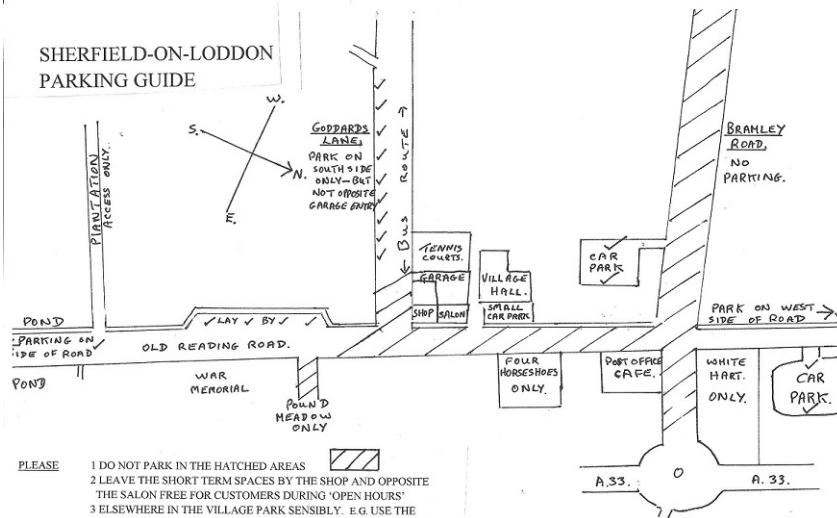 SHERFIELD-ON-LODDON
PARKING GUIDE
W.
S.
N.
E.
PLANTATION
ACCESS ONLY.
GODDARDS
LANE,
PARK ON
SOUTH SIDE
ONLY-BUT
NOT OPPOSITE
GARAGE ENTRY
BUS ROUTE
BRAMLEY
ROAD,
NO
PARKING.
TENNIS
COURTS.
GARAGE
SHOP
SALON
VILLAGE
HALL.
SMALL
CAR PARK
CAR
PARK
PARK ON WEST
SIDE OF ROAD
POND
PARKING ON
SIDE OF ROAD
POND
LAY BY
OLD READING ROAD.
WAR
MEMORIAL
POUND
MEADOW
ONLY
FOUR
HORSESHOES
ONLY.
POST OFFICE
CAFE.
WHITE
HART.
ONLY.
CAR
PARK.
A.33.
A.33.
PLEASE
1 DO NOT PARK IN THE HATCHED AREAS
2 LEAVE THE SHORT TERM SPACES BY THE SHOP AND OPPOSITE
THE SALON FREE FOR CUSTOMERS DURING 'OPEN HOURS'
3 ELSEWHERE IN THE VILLAGE PARK SENSIBLY. E.G. USE THE